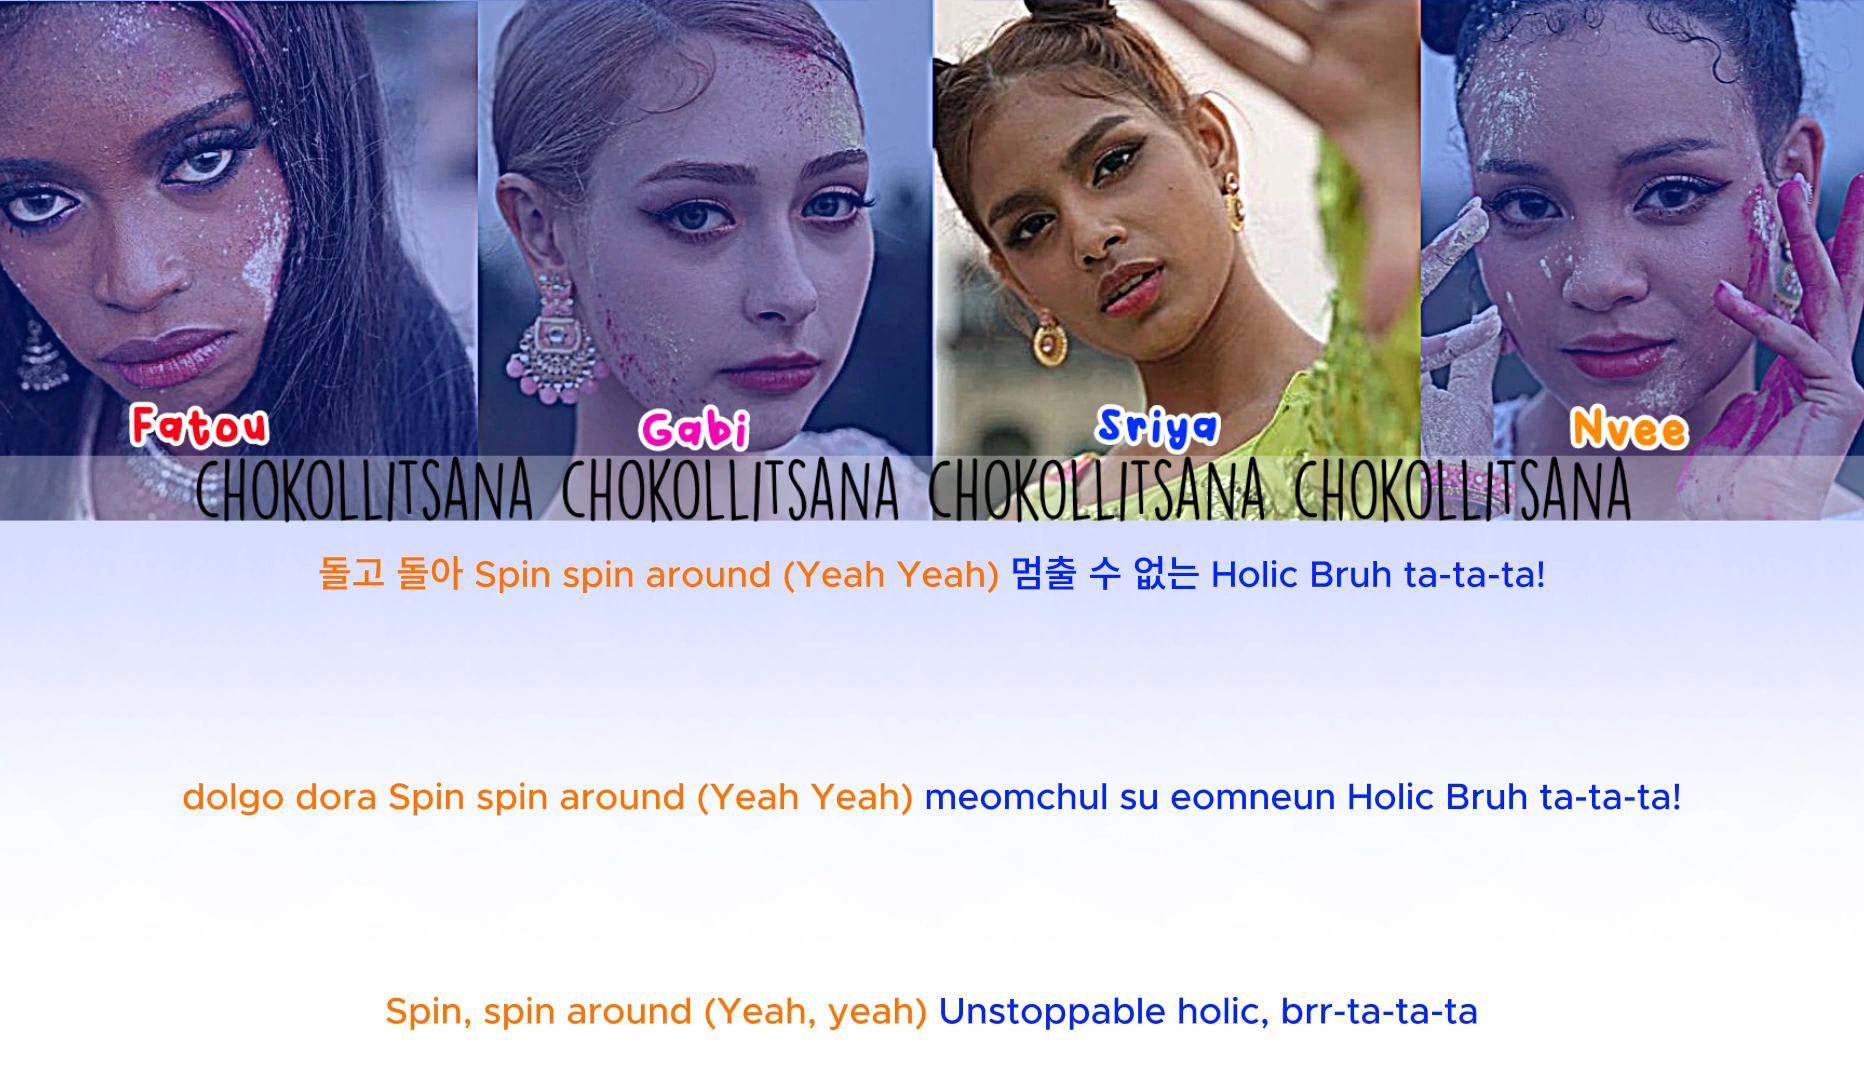 Fatou Gabi Sriya Nvee
CHOKOLLITSANA CHOKOLLITSANA CHOKOLLITSANA CHOKOLLITSANA
돌고 돌아 Spin spin around (Yeah Yeah) 멈출 수 없는 Holic Bruh ta-ta-ta!
dolgo dora Spin spin around (Yeah Yeah) meomchul su eomneun Holic Bruh ta-ta-ta!
Spin, spin around (Yeah, yeah) Unstoppable holic, brr-ta-ta-ta